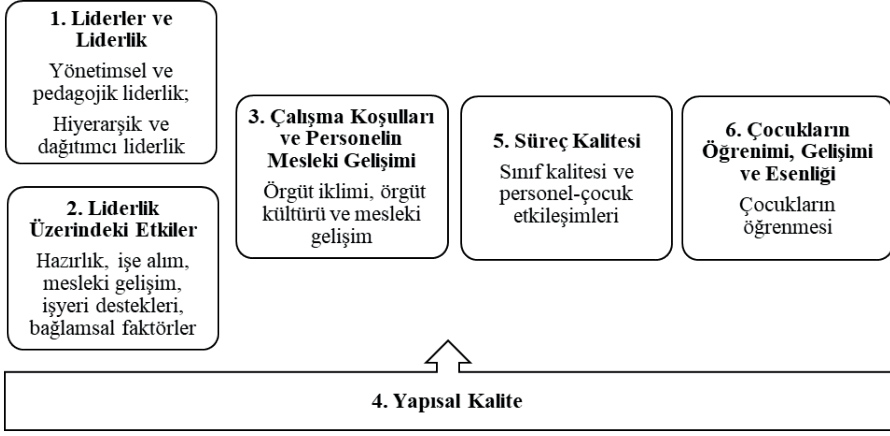 1. Liderler ve
Liderlik
Yönetimsel ve
pedagojik liderlik;
Hiyerarşik ve
dağıtımcı liderlik
2. Liderlik
Üzerindeki Etkiler
Hazırlık, işe alım,
mesleki gelişim,
işyeri destekleri,
bağlamsal faktörler
3. Çalışma Koşulları
ve Personelin
Mesleki Gelişimi
Örgüt iklimi, örgüt
kültürü ve mesleki
gelişim
5. Süreç Kalitesi
Sınıf kalitesi ve
personel-çocuk
etkileşimleri
6. Çocukların
Öğrenimi, Gelişimi
ve Esenliği
Çocukların
öğrenmesi
4. Yapısal Kalite